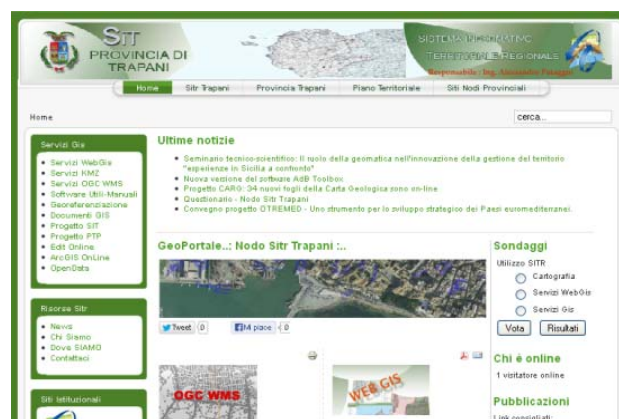 SIT
PROVINCIA DI
TRAPANI
SISTEMA INFORMATIVO
TERRITORIALE REGIONALE
Responsabile : Ing.
Home
Sitr Trapani
Provincia Trapani
Piano Territoriale
Siti Nodi Provinciali
Home
cerca...
Servizi Gis
Servizi WebGis
Servizi KMZ
Servizi OGC WMS
Software Utili-Manuali
Georeferenziazione
Documenti GIS
Progetto SIT
Progetto PTP
Edit Online
ArcGIS OnLine
OpenData
Risorse Sitr
News
Chi Siamo
Dove SIAMO
Contattaci
Siti Istituzionali
Ultime notizie
Seminario tecnico-scientifico: Il ruolo della geomatica nell'innovazione della gestione del territorio
"esperienze in Sicilia a confronto"
Nuova versione del software AdB Toolbox
Progetto CARG: 34 nuovi fogli della Carta Geologica sono on-line
Questionario - Nodo Sitr Trapani
Convegno progetto OTREMED - Uno strumento per lo sviluppo strategico dei Paesi euromediterranei.
GeoPortale..: Nodo Sitr Trapani :..
Tweet 0
Mi piace 0
OGC WMS
WEB GIS
Sondaggi
Utilizzo SITR
Cartografia
Servizi WebGis
Servizi Gis
Vota
Risultati
Chi è online
1 visitatore online
Pubblicazioni
Link consigliati: